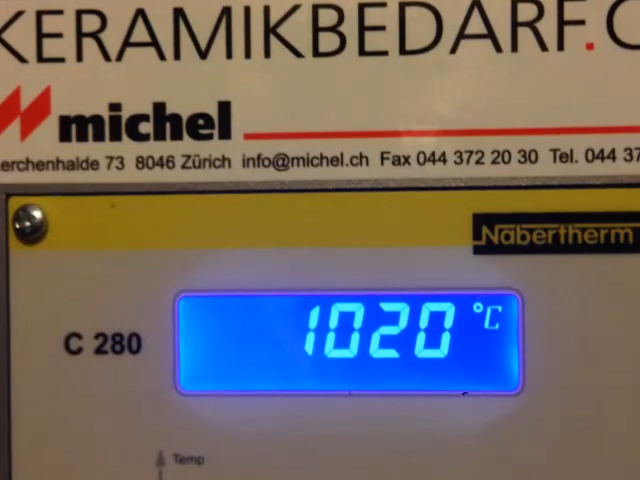 KERAMIKBEDARF.C
michel
erchenhalde 73 8046 Zürich info@michel.ch Fax 044 372 20 30 Tel. 044 37
Nabertherm
1020 °C
C 280
Temp